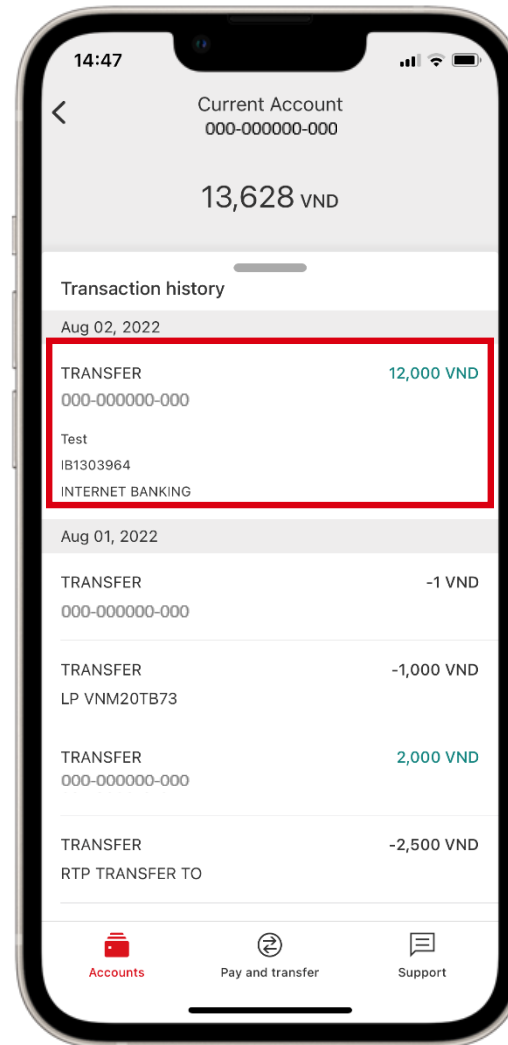 14:47
Current Account
000-000000-000
13,628 VND
Transaction history
Aug 02, 2022
TRANSFER 12,000 VND
000-000000-000
Test
IB1303964
INTERNET BANKING
Aug 01, 2022
TRANSFER -1 VND
000-000000-000
TRANSFER -1,000 VND
LP VNM20TB73
TRANSFER 2,000 VND
000-000000-000
TRANSFER -2,500 VND
RTP TRANSFER TO
Accounts Pay and transfer Support